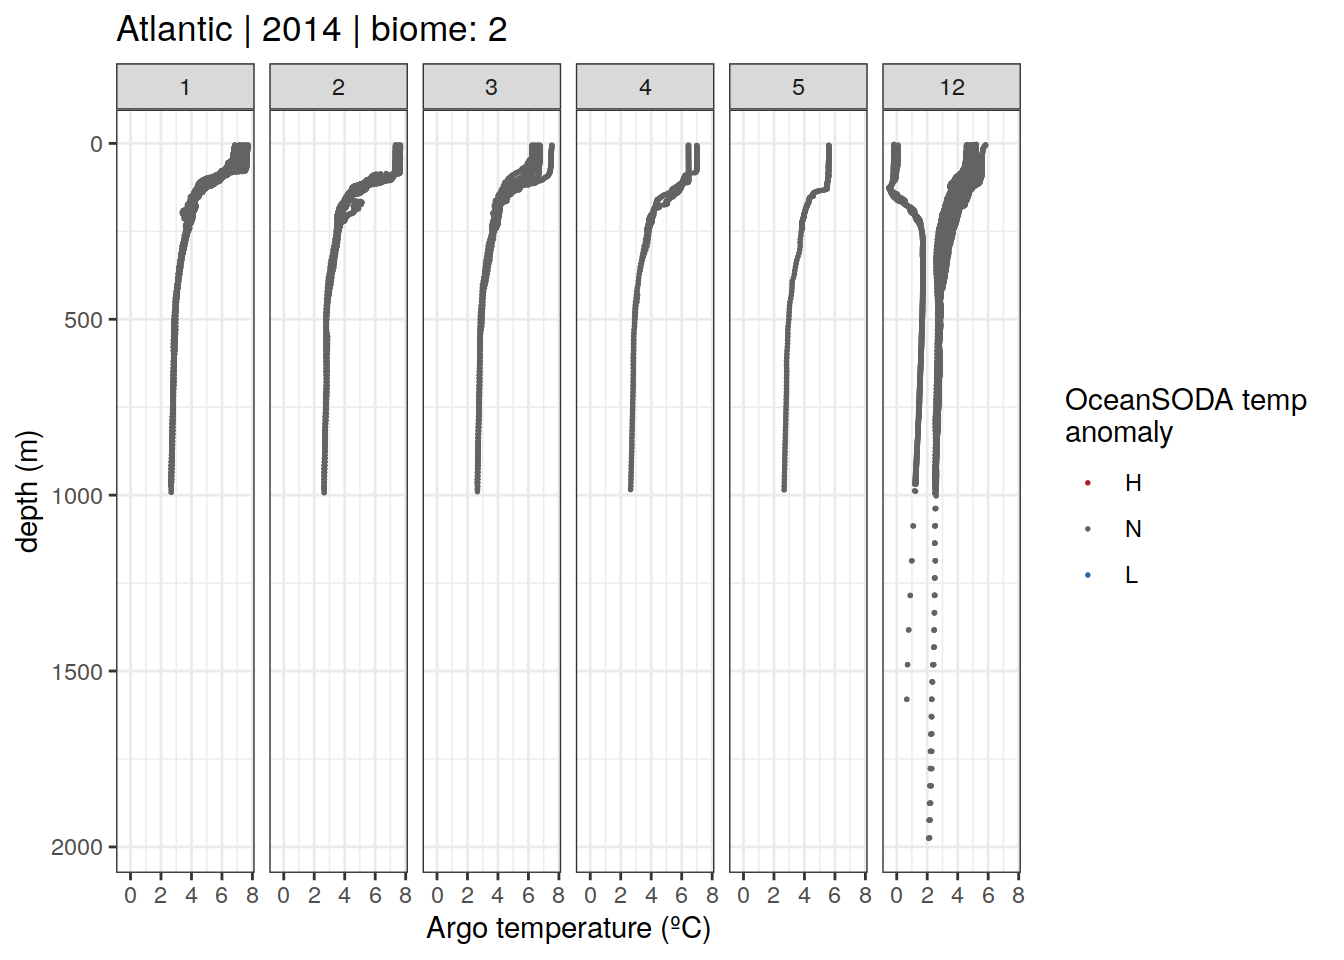 Atlantic | 2014 | biome: 2
1 2 3 4 5 12
0
500
1000
1500
2000
depth (m)
0 2 4 6 8 0 2 4 6 8 0 2 4 6 8 0 2 4 6 8 0 2 4 6 8 0 2 4 6 8
Argo temperature (ºC)
OceanSODA temp
anomaly
H
N
L